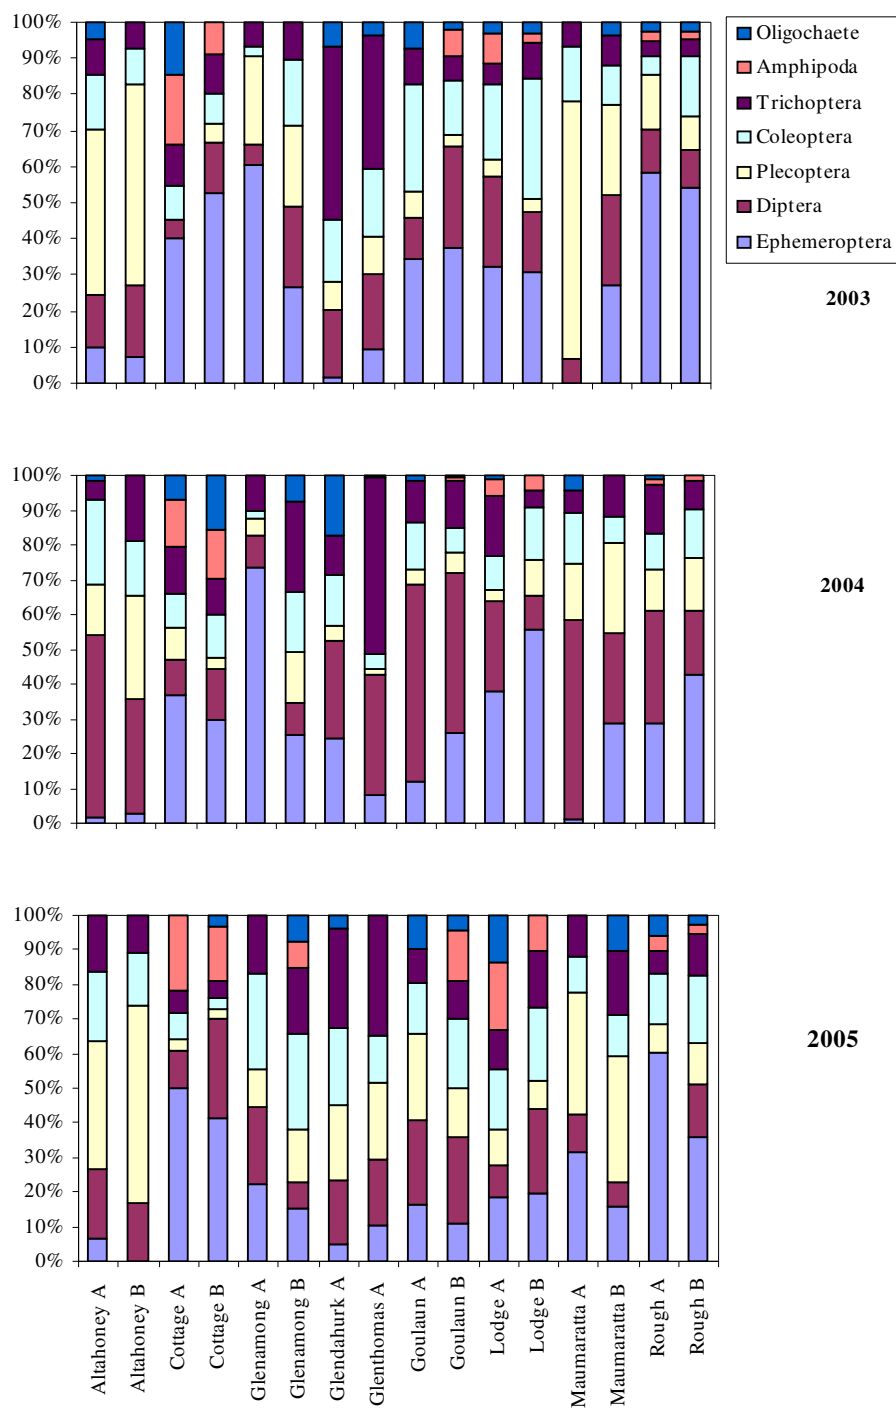 100%
90%
80%
70%
60%
50%
40%
30%
20%
10%
0%
Oligochaete
Amphipoda
Trichoptera
Coleoptera
Plecoptera
Diptera
Ephemeroptera
2003
100%
90%
80%
70%
60%
50%
40%
30%
20%
10%
0%
2004
100%
90%
80%
70%
60%
50%
40%
30%
20%
10%
0%
2005
Altahoney A
Altahoney B
Cottage A
Cottage B
Glenamong A
Glenamong B
Glendahurk A
Glenthomas A
Goulaun A
Goulaun B
Lodge A
Lodge B
Maumaratta A
Maumaratta B
Rough A
Rough B